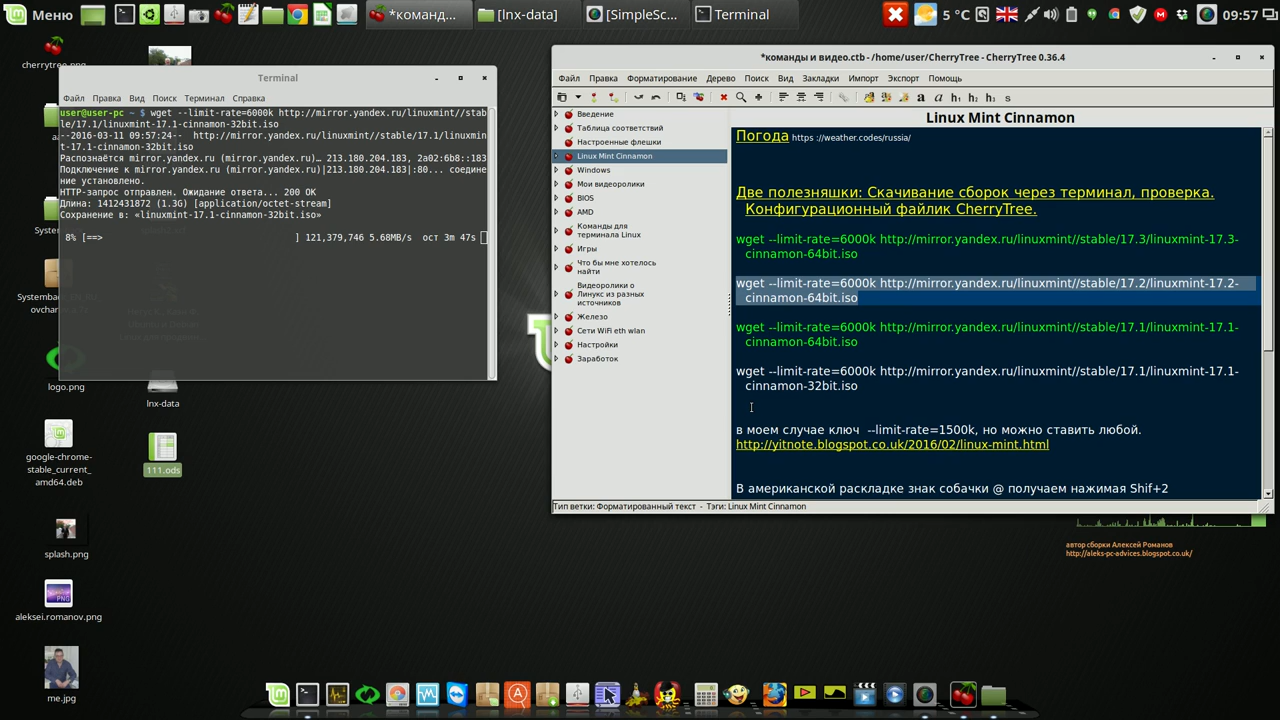 Меню
*команд...
[lnx-data]
[SimpleSc...
Terminal
5 °C
09:57
cherrytree.png
Terminal
Файл Правка Вид Поиск Терминал Справка
user@user-pc ~ $ wget --limit-rate=6000k http://mirror.yandex.ru/linuxmint//stab
le/17.1/linuxmint-17.1-cinnamon-32bit.iso
--2016-03-11 09:57:24-- http://mirror.yandex.ru/linuxmint//stable/17.1/linuxmin
t-17.1-cinnamon-32bit.iso
Распознаётся mirror.yandex.ru (mirror.yandex.ru)… 213.180.204.183, 2a02:6b8::183
Подключение к mirror.yandex.ru (mirror.yandex.ru)|213.180.204.183|:80... соедине
ние установлено.
HTTP-запрос отправлен. Ожидание ответа... 200 OK
Длина: 1412431872 (1.3G) [application/octet-stream]
Сохранение в: «linuxmint-17.1-cinnamon-32bit.iso»
8% [==> ] 121,379,746 5.68MB/s ост 3m 47s
logo.png
lnx-data
google-chrome-
stable_current_
amd64.deb
111.ods
splash.png
aleksei.romanov.png
me.jpg
*команды и видео.ctb - /home/user/CherryTree - CherryTree 0.36.4
Файл Правка Форматирование Дерево Поиск Вид Закладки Импорт Экспорт Помощь
a a h1 h2 h3 s
Введение
Таблица соответствий
Настроенные флешки
Linux Mint Cinnamon
Windows
Мои видеоролики
BIOS
AMD
Команды для
терминала Linux
Игры
Что бы мне хотелось
найти
Видеоролики о
Линукс из разных
источников
Железо
Сети WiFi eth wlan
Настройки
Заработок
Linux Mint Cinnamon
Погода https ://weather.codes/russia/
Две полезняшки: Скачивание сборок через терминал, проверка.
Конфигурационный файлик CherryTree.
wget --limit-rate=6000k http://mirror.yandex.ru/linuxmint//stable/17.3/linuxmint-17.3-
cinnamon-64bit.iso
wget --limit-rate=6000k http://mirror.yandex.ru/linuxmint//stable/17.2/linuxmint-17.2-
cinnamon-64bit.iso
wget --limit-rate=6000k http://mirror.yandex.ru/linuxmint//stable/17.1/linuxmint-17.1-
cinnamon-64bit.iso
wget --limit-rate=6000k http://mirror.yandex.ru/linuxmint//stable/17.1/linuxmint-17.1-
cinnamon-32bit.iso
в моем случае ключ --limit-rate=1500k, но можно ставить любой.
http://yitnote.blogspot.co.uk/2016/02/linux-mint.html
В американской раскладке знак собачки @ получаем нажимая Shif+2
Тип ветки: Форматированный текст - Тэги: Linux Mint Cinnamon
автор сборки Алексей Романов
http://aleks-pc-advices.blogspot.co.uk/